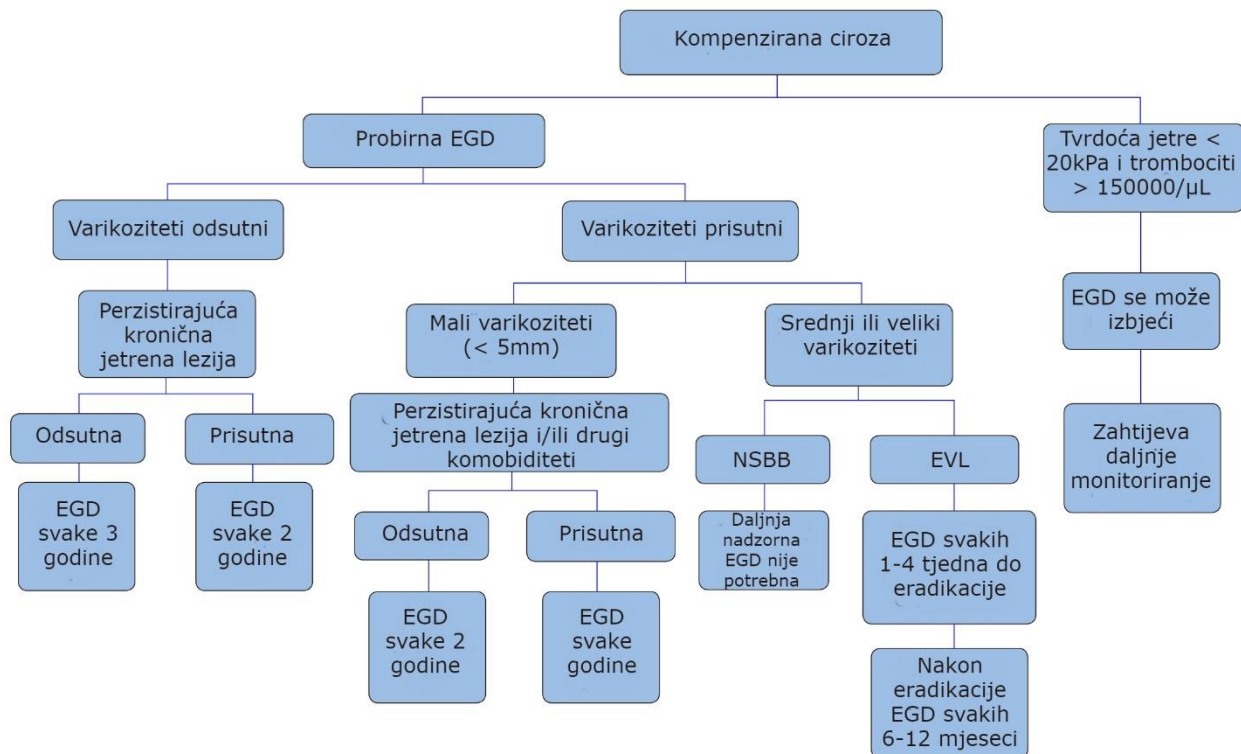 Kompenzirana ciroza
Probirna EGD
Tvrdoća jetre <
20kPa i trombociti
> 150000/µL
Varikoziteti odsutni
Varikoziteti prisutni
Perzistirajuća
kronična
jetrena lezija
Mali varikoziteti
(< 5mm)
Srednji ili veliki
varikoziteti
EGD se može
izbjeći
Odsutna
Prisutna
Perzistirajuća kronična
jetrena lezija i/ili drugi
komobiditeti
NSBB
EVL
Zahtijeva
daljnje
monitoriranje
EGD
svake 3
godine
EGD
svake 2
godine
Odsutna
Prisutna
Daljnja
nadzorna
EGD nije
potrebna
EGD svakih
1-4 tjedna do
eradikacije
EGD
svake 2
godine
EGD
svake
godine
Nakon
eradikacije
EGD svakih
6-12 mjeseci